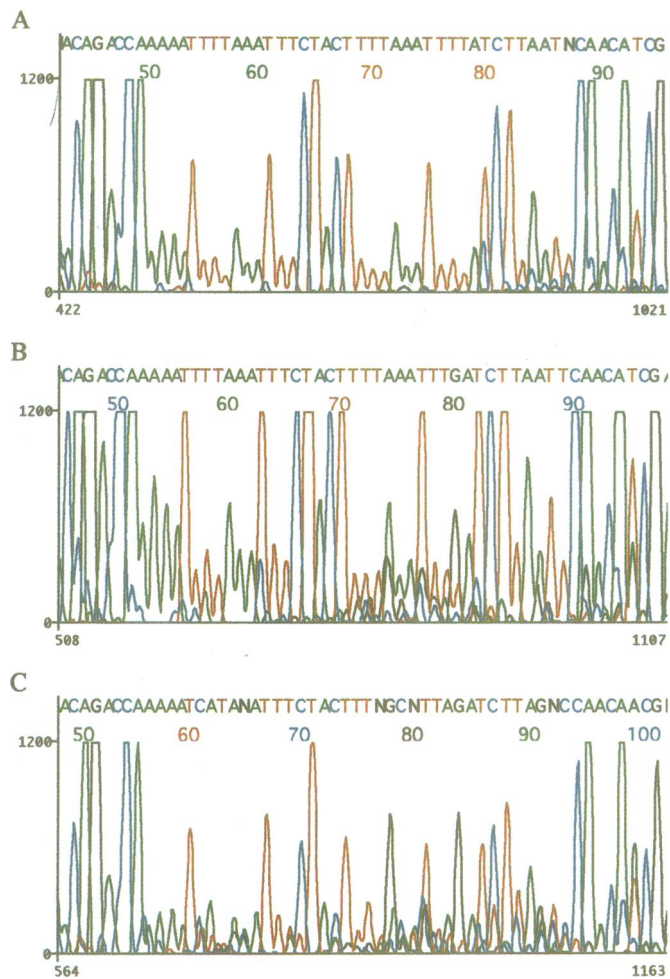 A
ACAGACCAAAAATTTTAAATTTCTACTTTTAAATTTTATCTTAATNCAACATCG
50 60 70 80 90
1200
0
422 1021
B
ACAGACCAAAAATTTTAAATTTCTACTTTTAAATTTGATCTTAATTCAACATCGA
50 60 70 80 90
1200
0
508 1107
C
ACAGACCAAAAATCATANATTTCTACTTTNGCNTTAGATCTTAGNCCAACAACG
50 60 70 80 90 100
1200
0
564 1163